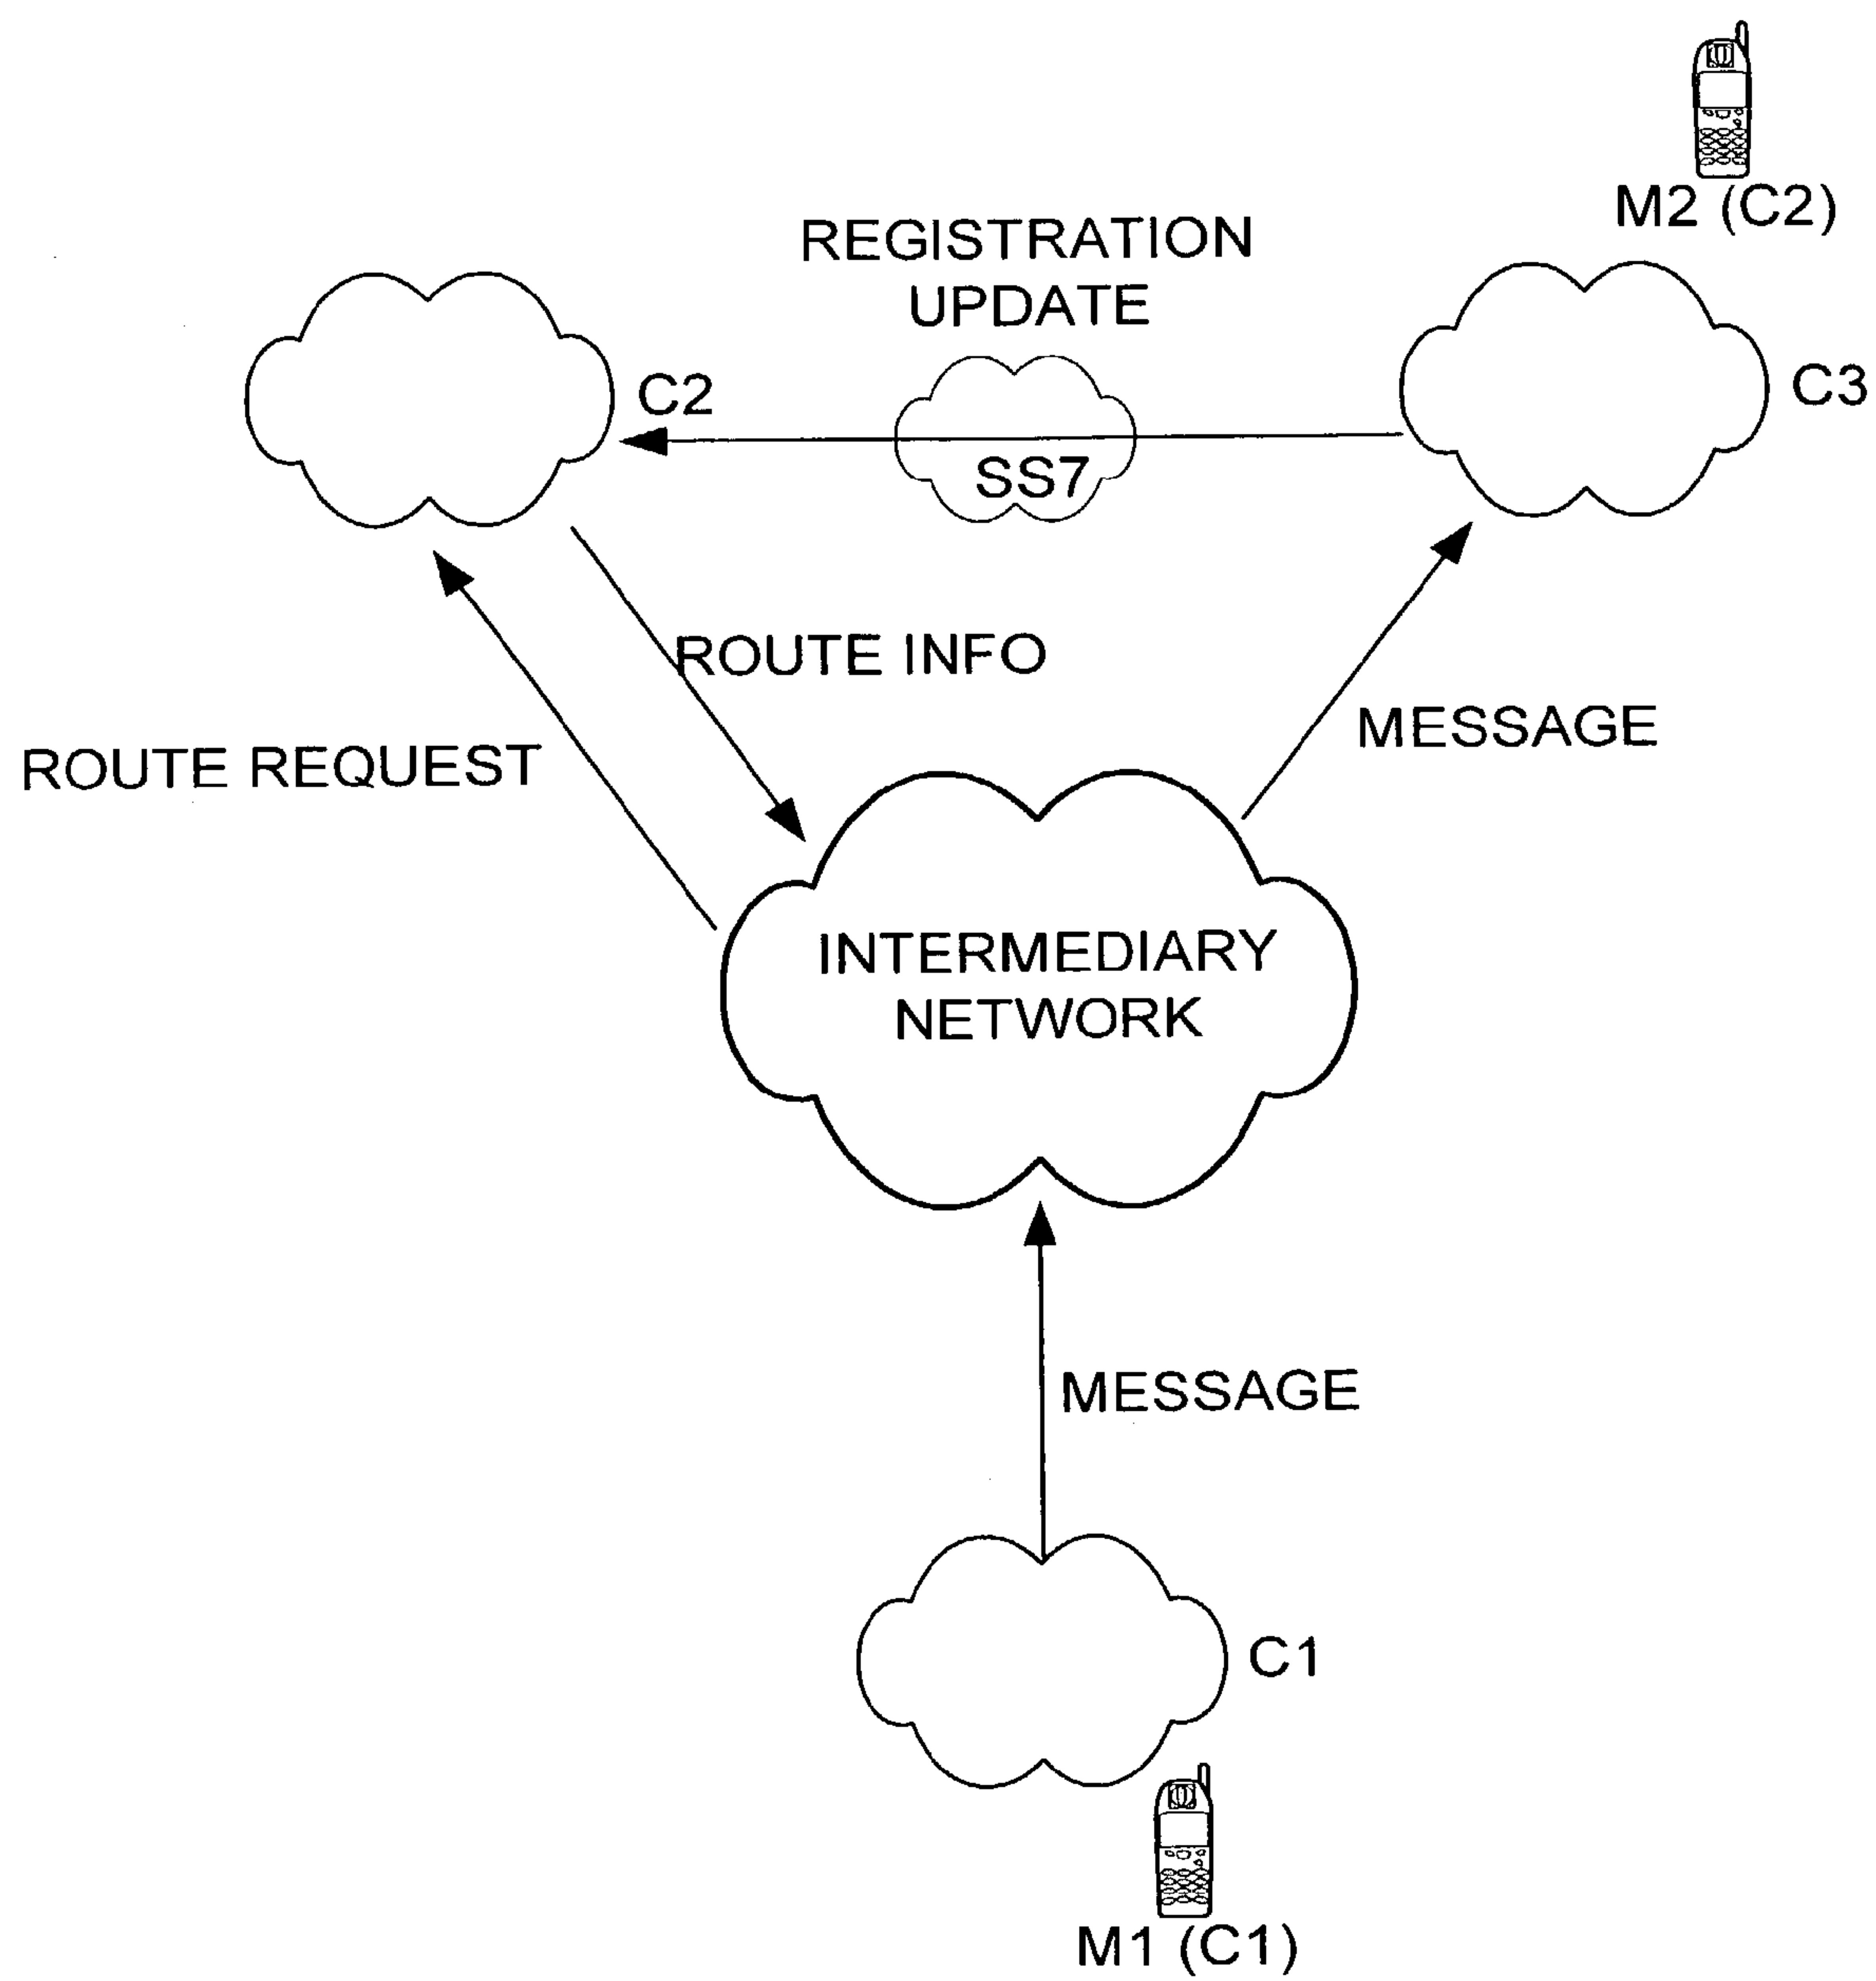 M2 (C2)
REGISTRATION
UPDATE
C2
C3
SS7
ROUTE INFO
MESSAGE
ROUTE REQUEST
INTERMEDIARY
NETWORK
MESSAGE
C1
M1 (C1)